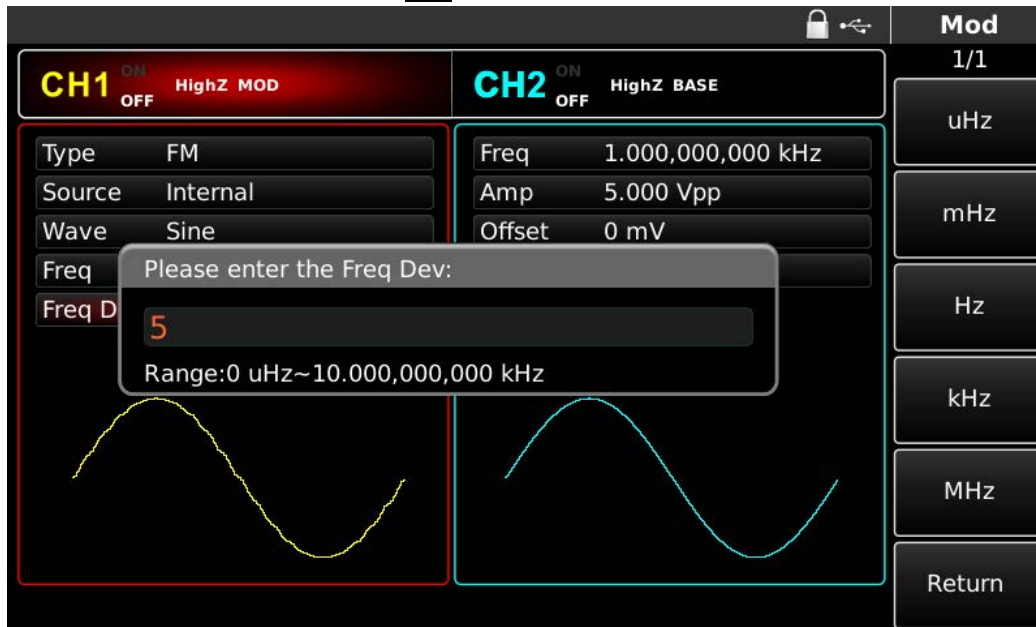 Mod
1/1
CH1 ON OFF HighZ MOD
CH2 ON OFF HighZ BASE
Type FM
Source Internal
Wave Sine
Freq
Freq D
Freq 1.000,000,000 kHz
Amp 5.000 Vpp
Offset 0 mV
Please enter the Freq Dev:
5
Range:0 uHz~10.000,000,000 kHz
uHz
mHz
Hz
kHz
MHz
Return